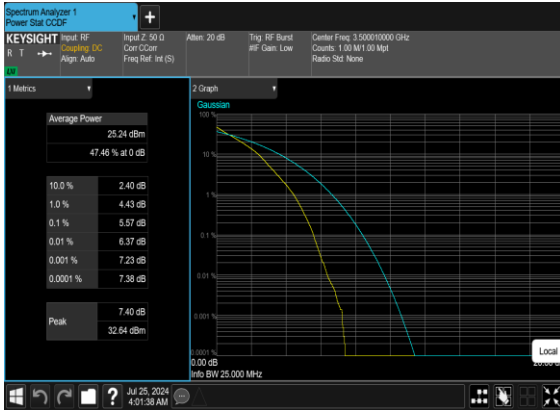 Spectrum Analyzer 1
Power Stat CCDF
+
KEYSIGHT
R T
LXI
Input: RF
Coupling: DC
Align: Auto
Input Z: 50 Ω
Corr CCorr
Freq Ref: Int (S)
Atten: 20 dB
Trig: RF Burst
#IF Gain: Low
Center Freq: 3.500010000 GHz
Counts: 1.00 M/1.00 Mpt
Radio Std: None
1 Metrics
2 Graph
Average Power
25.24 dBm
47.46 % at 0 dB
10.0 % 2.40 dB
1.0 % 4.43 dB
0.1 % 5.57 dB
0.01 % 6.37 dB
0.001 % 7.23 dB
0.0001 % 7.38 dB
Peak
7.40 dB
32.64 dBm
Gaussian
100 %
10 %
1 %
0.1 %
0.01 %
0.001 %
0.0001 %
0.00 dB
Info BW 25.000 MHz
Local
?
Jul 25, 2024
4:01:38 AM